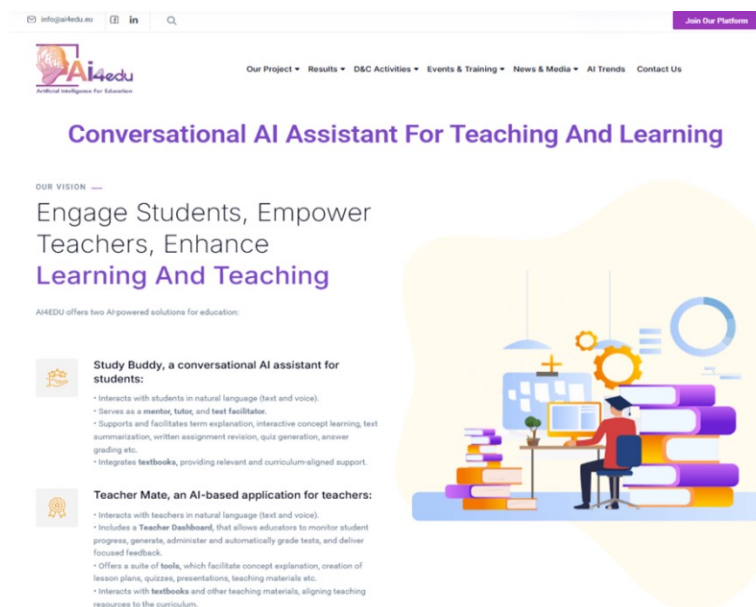 info@ai4edu.eu
Join Our Platform
Ai4edu
Artificial Intelligence For Education
Our Project Results D&C Activities Events & Training News & Media AI Trends Contact Us
Conversational AI Assistant For Teaching And Learning
OUR VISION
Engage Students, Empower
Teachers, Enhance
Learning And Teaching
AI4EDU offers two AI-powered solutions for education:
Study Buddy, a conversational AI assistant for
students:
• Interacts with students in natural language (text and voice).
• Serves as a mentor, tutor, and test facilitator.
• Supports and facilitates term explanation, interactive concept learning, text
summarization, written assignment revision, quiz generation, answer
grading etc.
• Integrates textbooks, providing relevant and curriculum-aligned support.
Teacher Mate, an AI-based application for teachers:
• Interacts with teachers in natural language (text and voice).
• Includes a Teacher Dashboard, that allows educators to monitor student
progress, generate, administer and automatically grade tests, and deliver
focused feedback.
• Offers a suite of tools, which facilitate concept explanation, creation of
lesson plans, quizzes, presentations, teaching materials etc.
• Interacts with textbooks and other teaching materials, aligning teaching
resources to the curriculum.